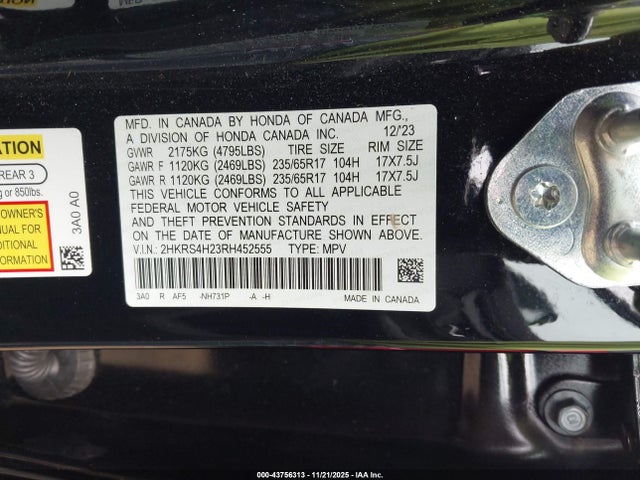 MFD. IN CANADA BY HONDA OF CANADA MFG.,
A DIVISION OF HONDA CANADA INC. 12/'23
GVWR 2175KG (4795LBS) TIRE SIZE RIM SIZE
GAWR F 1120KG (2469LBS) 235/65R17 104H 17X7.5J
GAWR R 1120KG (2469LBS) 235/65R17 104H 17X7.5J
THIS VEHICLE CONFORMS TO ALL APPLICABLE
FEDERAL MOTOR VEHICLE SAFETY
AND THEFT PREVENTION STANDARDS IN EFFECT ON
THE DATE OF MANUFACTURE SHOWN ABOVE.
V.I.N.: 2HKRS4H23RH452555 TYPE: MPV
3A0 R AF5 -NH731P -A -H MADE IN CANADA
ATION
REAR 3
g or 850lbs.
OWNER'S
NUAL FOR
ADDITIONAL
FORMATION
3A0 A0
000-43756313 - 11/21/2025 - IAA Inc.